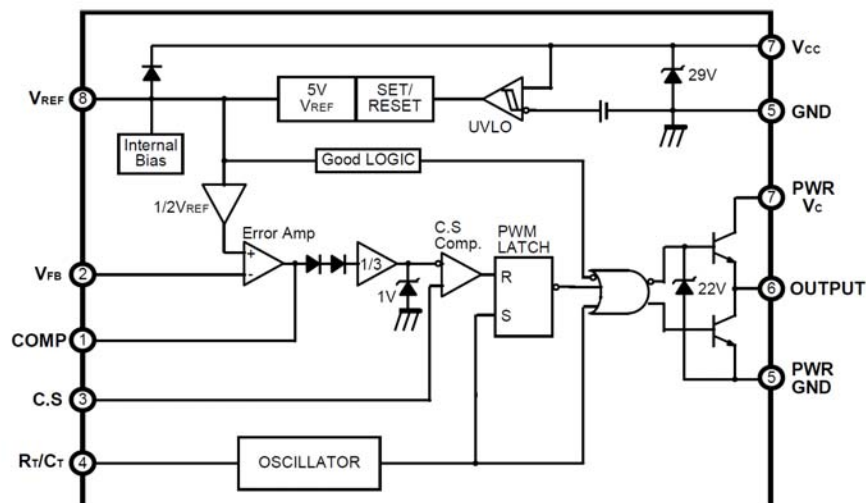 7 Vcc
29V
VREF 8
5V VREF
SET/ RESET
UVLO
5 GND
Internal Bias
Good LOGIC
1/2VREF
7 PWR Vc
Error Amp
C.S Comp.
PWM LATCH
+
-
1/3
1V
R
S
VFB 2
22V
6 OUTPUT
COMP 1
5 PWR GND
C.S 3
RT/CT 4
OSCILLATOR